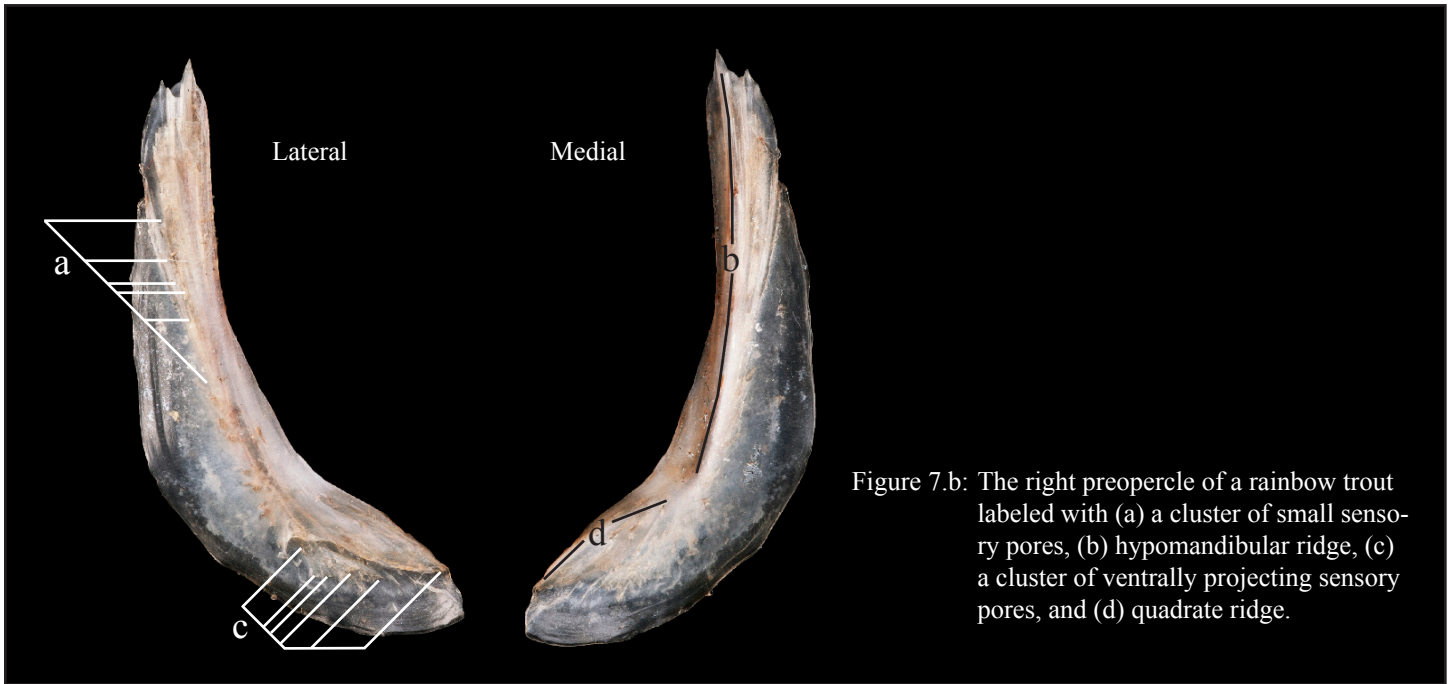 Lateral
Medial
a
b
d
c
Figure 7.b: The right preopercle of a rainbow trout
labeled with (a) a cluster of small senso-
ry pores, (b) hypomandibular ridge, (c)
a cluster of ventrally projecting sensory
pores, and (d) quadrate ridge.